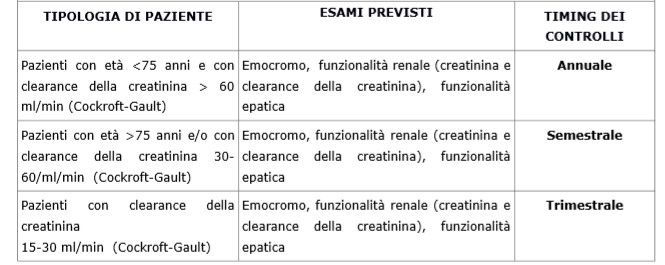 TIPOLOGIA DI PAZIENTE
ESAMI PREVISTI
TIMING DEI
CONTROLLI
Pazienti con età <75 anni e con
clearance della creatinina > 60
ml/min (Cockroft-Gault)
Emocromo, funzionalità renale (creatinina e
clearance della creatinina), funzionalità
epatica
Annuale
Pazienti con età >75 anni e/o con
clearance della creatinina 30-
60/ml/min (Cockroft-Gault)
Emocromo, funzionalità renale (creatinina e
clearance della creatinina), funzionalità
epatica
Semestrale
Pazienti con clearance della
creatinina
15-30 ml/min (Cockroft-Gault)
Emocromo, funzionalità renale (creatinina e
clearance della creatinina), funzionalità
epatica
Trimestrale